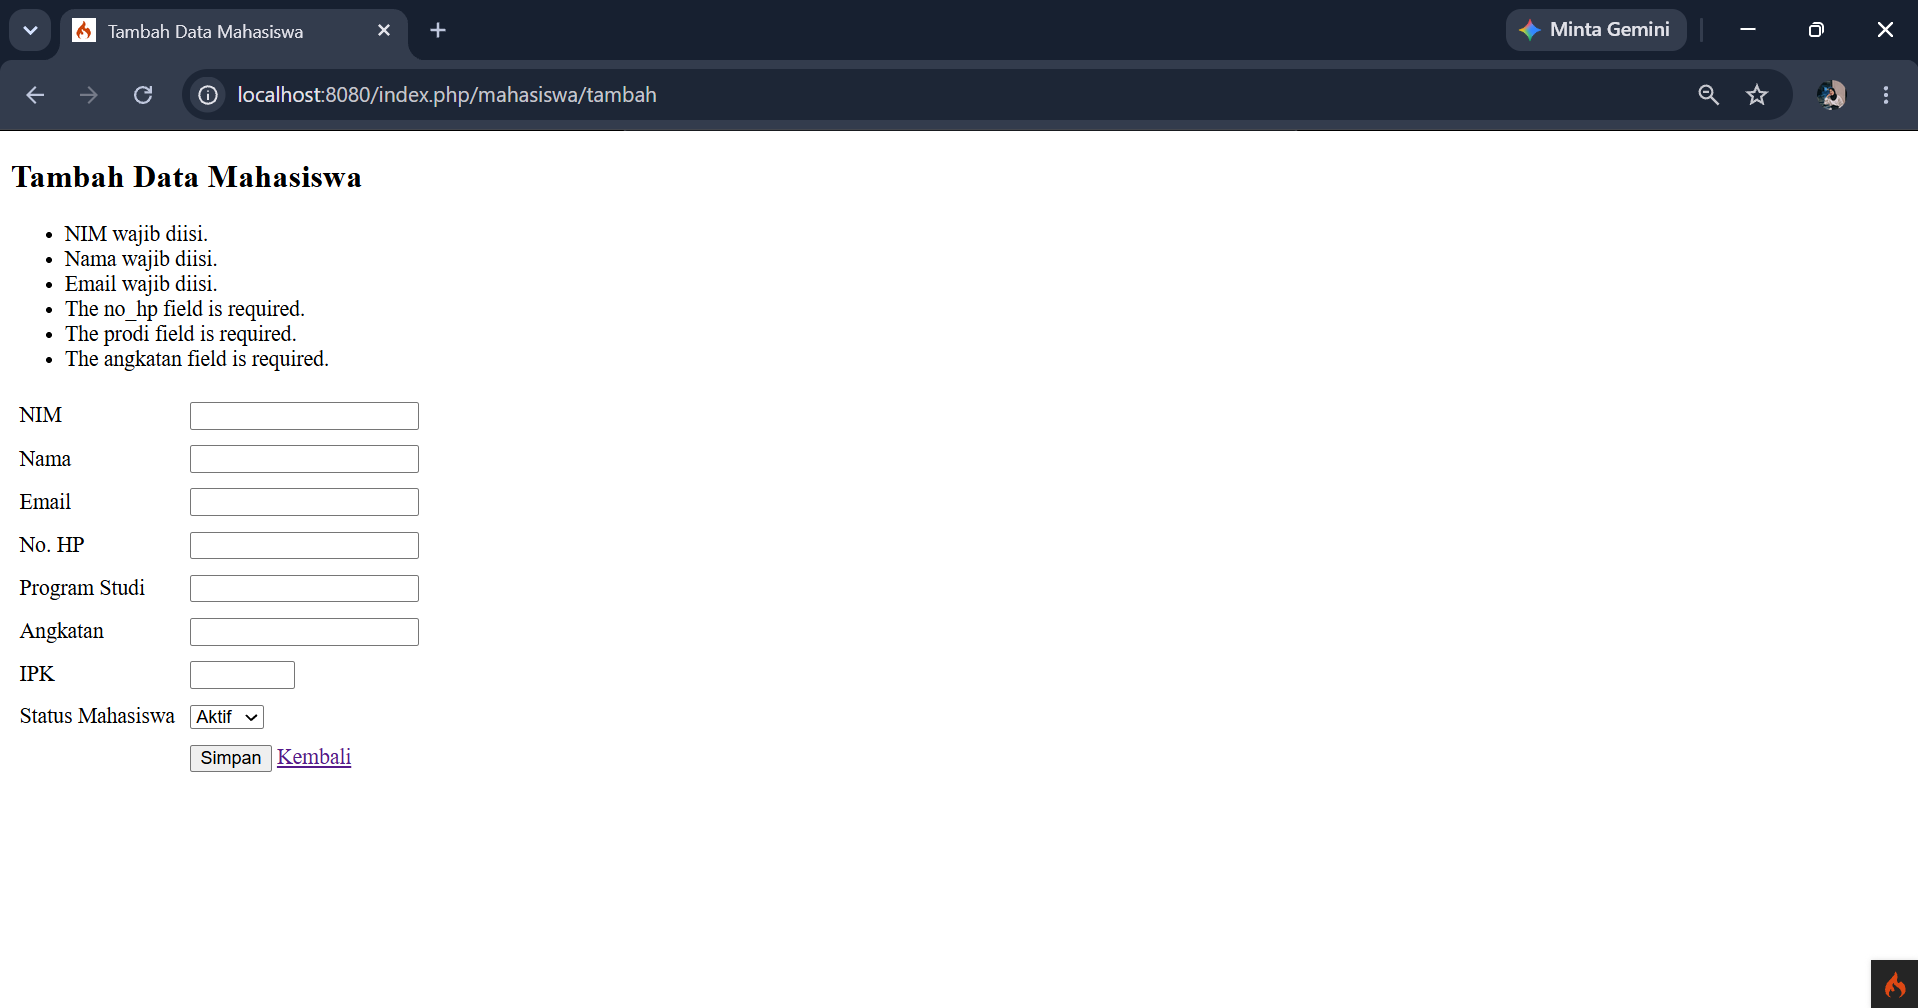 Tambah Data Mahasiswa
Minta Gemini
localhost:8080/index.php/mahasiswa/tambah
Tambah Data Mahasiswa
NIM wajib diisi.
Nama wajib diisi.
Email wajib diisi.
The no_hp field is required.
The prodi field is required.
The angkatan field is required.
NIM
Nama
Email
No. HP
Program Studi
Angkatan
IPK
Status Mahasiswa Aktif
Simpan Kembali